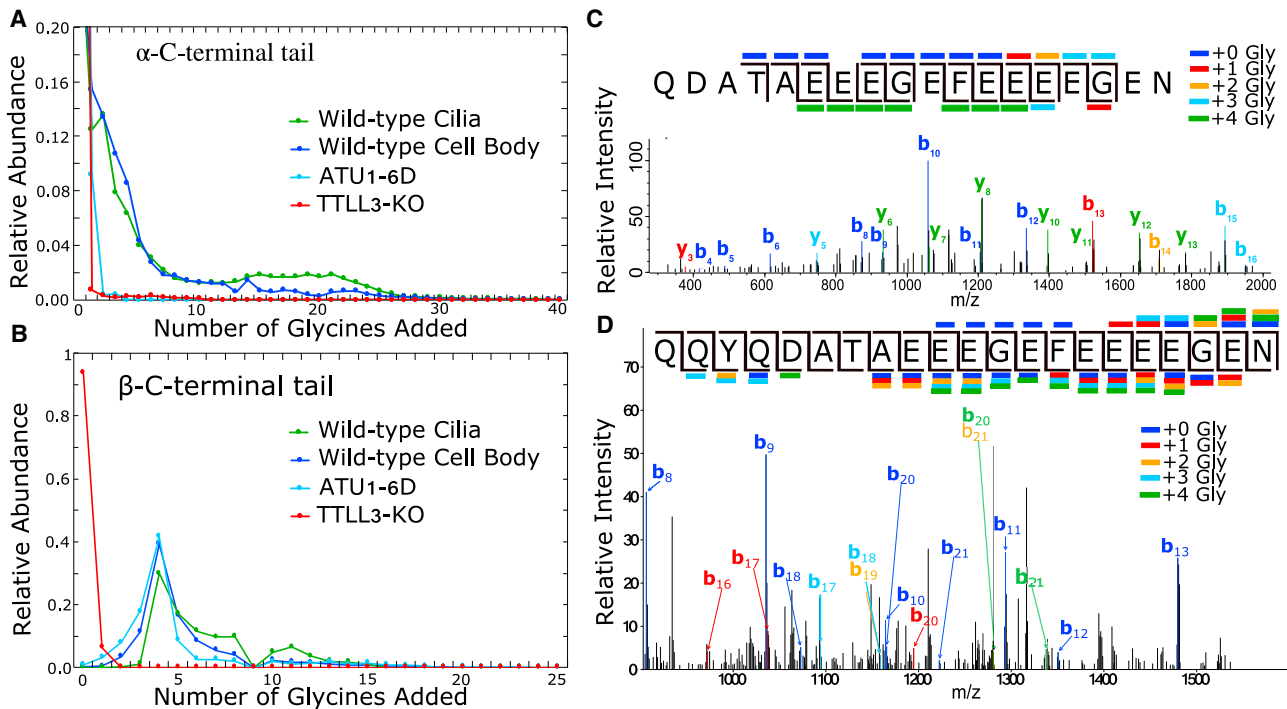 A
α-C-terminal tail
0.20
0.16
0.12
0.08
0.04
0.00
Relative Abundance
Wild-type Cilia
Wild-type Cell Body
ATU1-6D
TTLL3-KO
0 10 20 30 40
Number of Glycines Added
B
β-C-terminal tail
1
0.8
0.6
0.4
0.2
0.0
Relative Abundance
Wild-type Cilia
Wild-type Cell Body
ATU1-6D
TTLL3-KO
0 5 10 15 20 25
Number of Glycines Added
C
Q D A T A E E E G E F E E E E G E N
+0 Gly
+1 Gly
+2 Gly
+3 Gly
+4 Gly
Relative Intensity
100
50
0
y3 b4 b5 b6 y5 b8 b9 y6 b10 y7 b11 y8 b12 y10 y11 b13 y12 b14 y13 b15 b16
400 600 800 1000 1200 1400 1600 1800 2000
m/z
D
Q Q Y Q D A T A E E E G E F E E E E G E N
+0 Gly
+1 Gly
+2 Gly
+3 Gly
+4 Gly
Relative Intensity
70
60
50
40
30
20
10
0
b8 b16 b17 b9 b18 b17 b18
b19 b10 b20 b20 b21 b20
b21 b11 b21 b12 b13
1000 1100 1200 1300 1400 1500
m/z